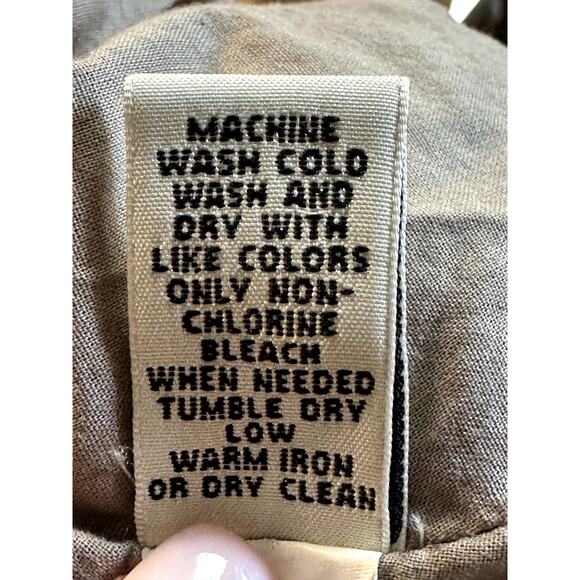 MACHINE
WASH COLD
WASH AND
DRY WITH
LIKE COLORS
ONLY NON-
CHLORINE
BLEACH
WHEN NEEDED
TUMBLE DRY
LOW
WARM IRON
OR DRY CLEAN